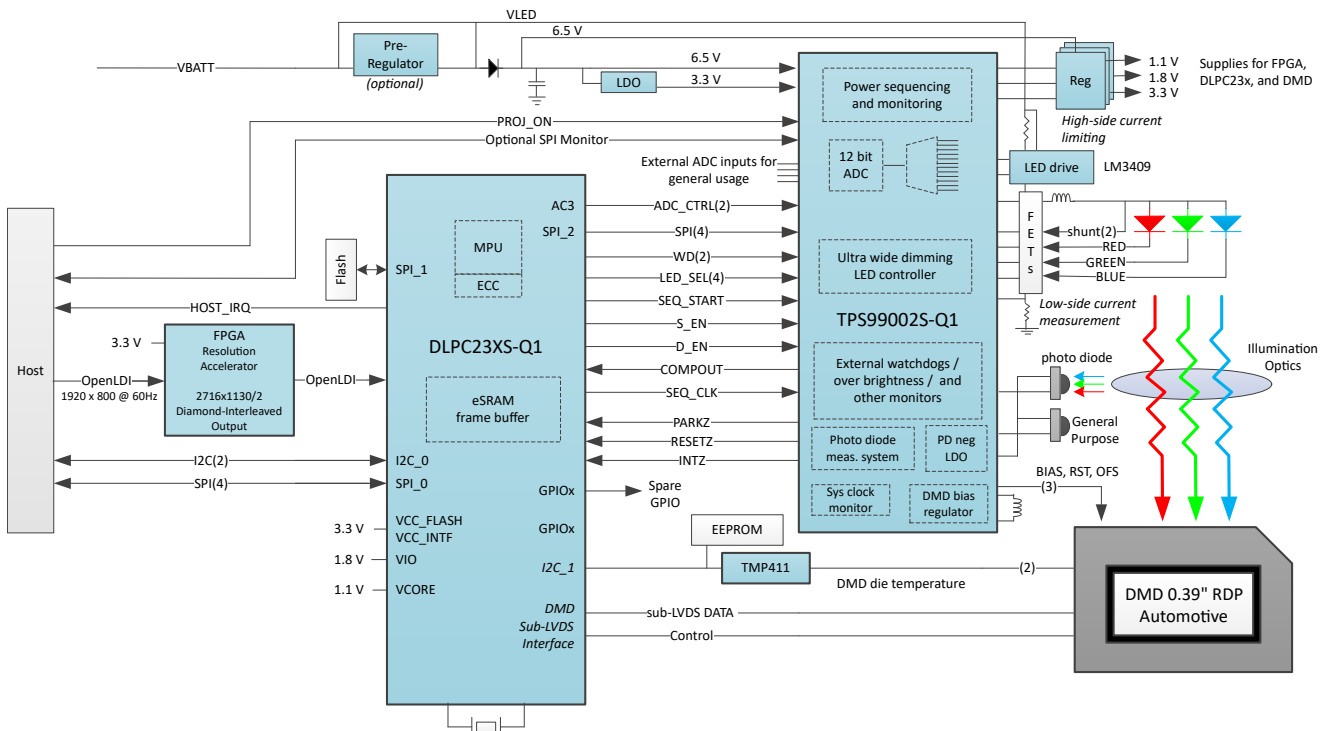 VLED
6.5 V
VBATT
Pre-
Regulator
(optional)
6.5 V
LDO
3.3 V
Reg
1.1 V
1.8 V
3.3 V
Supplies for FPGA,
DLPC23x, and DMD
High-side current
limiting
PROJ_ON
Optional SPI Monitor
Power sequencing
and monitoring
External ADC inputs for
general usage
12 bit
ADC
LED drive
LM3409
Host
Flash
SPI_1
HOST_IRQ
3.3 V
FPGA
Resolution
Accelerator
2716x1130/2
Diamond-Interleaved
Output
OpenLDI
1920 x 800 @ 60Hz
OpenLDI
I2C(2)
SPI(4)
I2C_0
SPI_0
3.3 V
VCC_FLASH
VCC_INTF
1.8 V
VIO
1.1 V
VCORE
MPU
ECC
DLPC23XS-Q1
eSRAM
frame buffer
AC3
SPI_2
GPIOx
GPIOx
I2C_1
DMD
Sub-LVDS
Interface
ADC_CTRL(2)
SPI(4)
WD(2)
LED_SEL(4)
SEQ_START
S_EN
D_EN
COMPOUT
SEQ_CLK
PARKZ
RESETZ
INTZ
Spare
GPIO
EEPROM
TMP411
DMD die temperature
(2)
sub-LVDS DATA
Control
Ultra wide dimming
LED controller
TPS99002S-Q1
External watchdogs /
over brightness /  and
other monitors
Photo diode
meas. system
PD neg
LDO
Sys clock
monitor
DMD bias
regulator
F
E
T
s
shunt(2)
RED
GREEN
BLUE
Low-side current
measurement
photo diode
Illumination
Optics
General
Purpose
BIAS, RST, OFS
(3)
DMD 0.39" RDP
Automotive